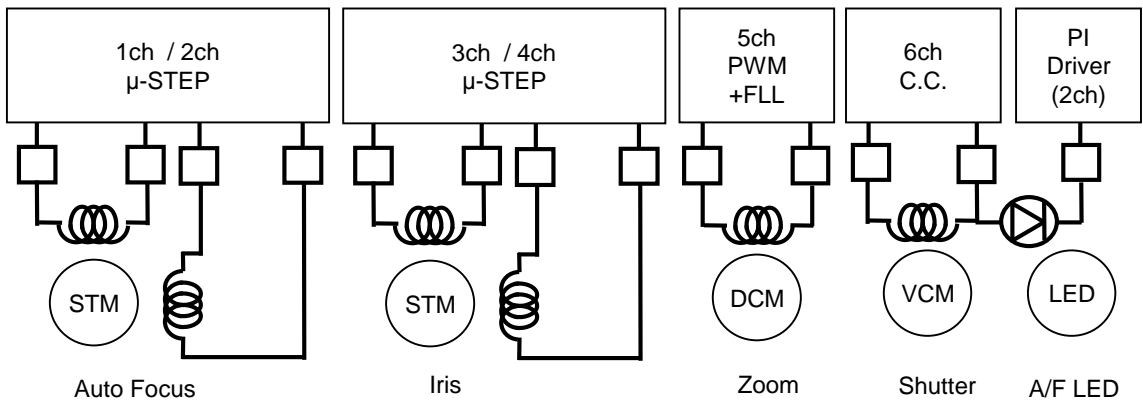 1ch / 2ch
µ-STEP
3ch / 4ch
µ-STEP
5ch
PWM
+FLL
6ch
C.C.
PI
Driver
(2ch)
STM
STM
DCM
VCM
LED
Auto Focus
Iris
Zoom
Shutter
A/F LED